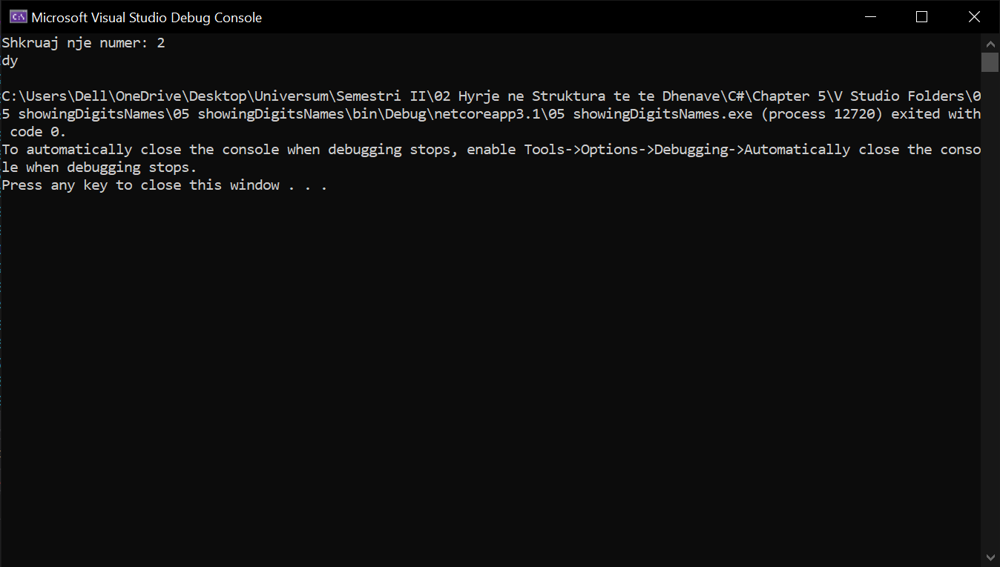 Microsoft Visual Studio Debug Console
Shkruaj nje numer: 2
dy
C:\Users\Dell\OneDrive\Desktop\Universum\Semestri II\02 Hyrje ne Struktura te te Dhenave\C#\Chapter 5\V Studio Folders\0
5 showingDigitsNames\05 showingDigitsNames\bin\Debug\netcoreapp3.1\05 showingDigitsNames.exe (process 12720) exited with
 code 0.
To automatically close the console when debugging stops, enable Tools->Options->Debugging->Automatically close the conso
le when debugging stops.
Press any key to close this window . . .